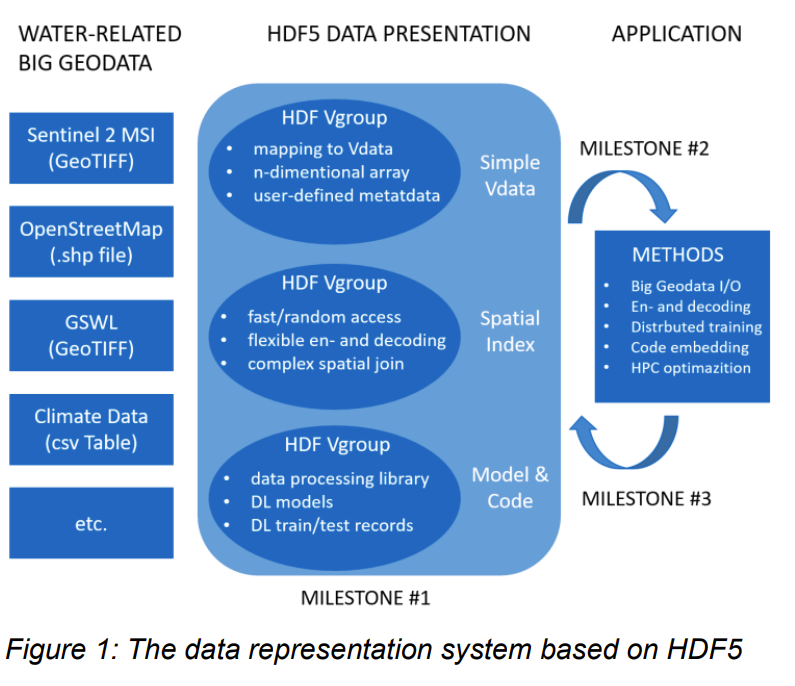 WATER-RELATED
BIG GEODATA
HDF5 DATA PRESENTATION
APPLICATION
Sentinel 2 MSI
(GeoTIFF)
OpenStreetMap
(.shp file)
GSWL
(GeoTIFF)
Climate Data
(csv Table)
etc.
HDF Vgroup
• mapping to Vdata
• n-dimentional array
• user-defined metatdata
Simple
Vdata
HDF Vgroup
• fast/random access
• flexible en- and decoding
• complex spatial join
Spatial
Index
HDF Vgroup
• data processing library
• DL models
• DL train/test records
Model &
Code
MILESTONE #1
MILESTONE #2
METHODS
• Big Geodata I/O
• En- and decoding
• Distrbuted training
• Code embedding
• HPC optimazition
MILESTONE #3
Figure 1: The data representation system based on HDF5